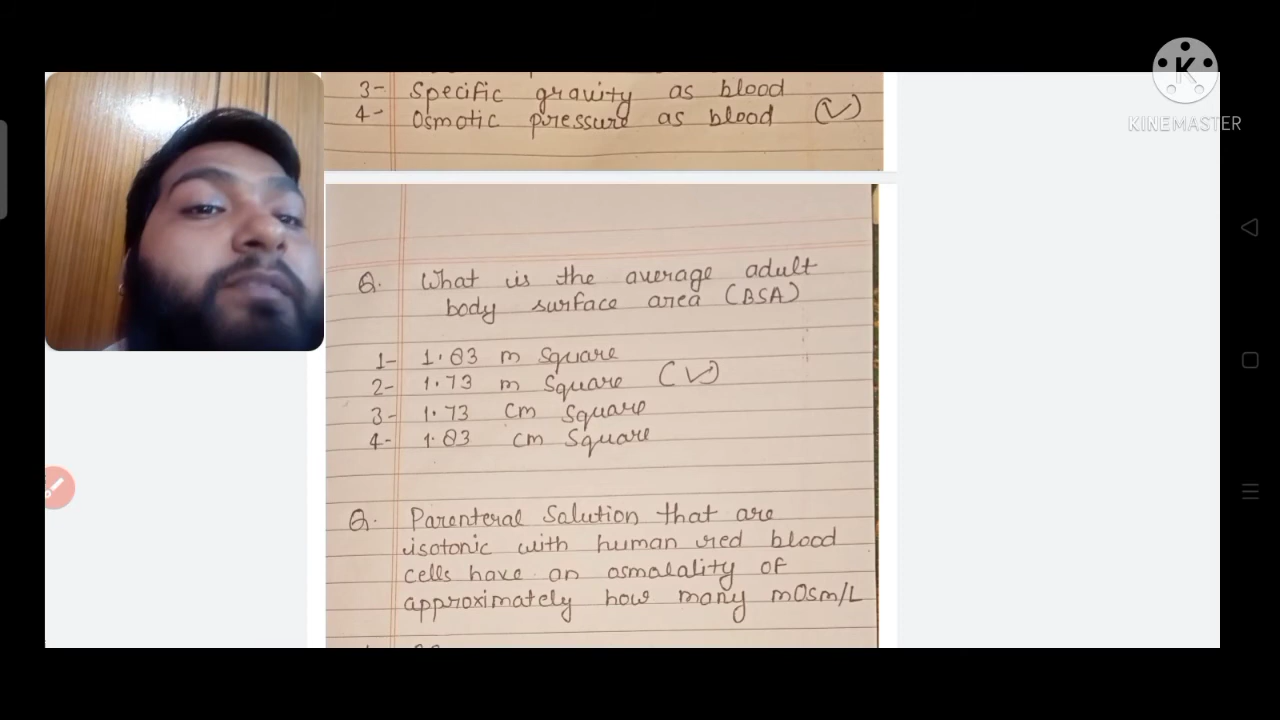 3- Specific gravity as blood
4- Osmotic pressure as blood (✓)
Q. What is the average adult
body surface area (BSA)
1- 1.83 m square
2- 1.73 m square (✓)
3- 1.73 cm square
4- 1.83 cm square
Q. Parenteral Solution that are
isotonic with human red blood
cells have an osmolality of
approximately how many mOsm/L
K
KINEMASTER